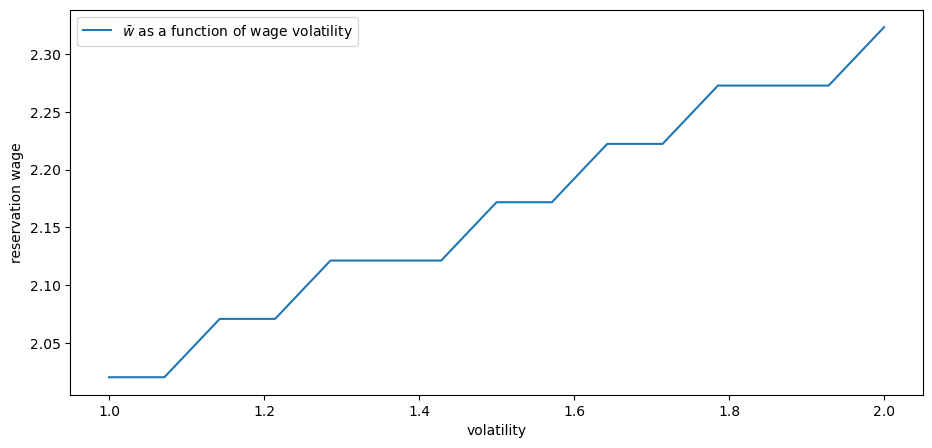 w̄ as a function of wage volatility
reservation wage
2.30
2.25
2.20
2.15
2.10
2.05
1.0 1.2 1.4 1.6 1.8 2.0
volatility